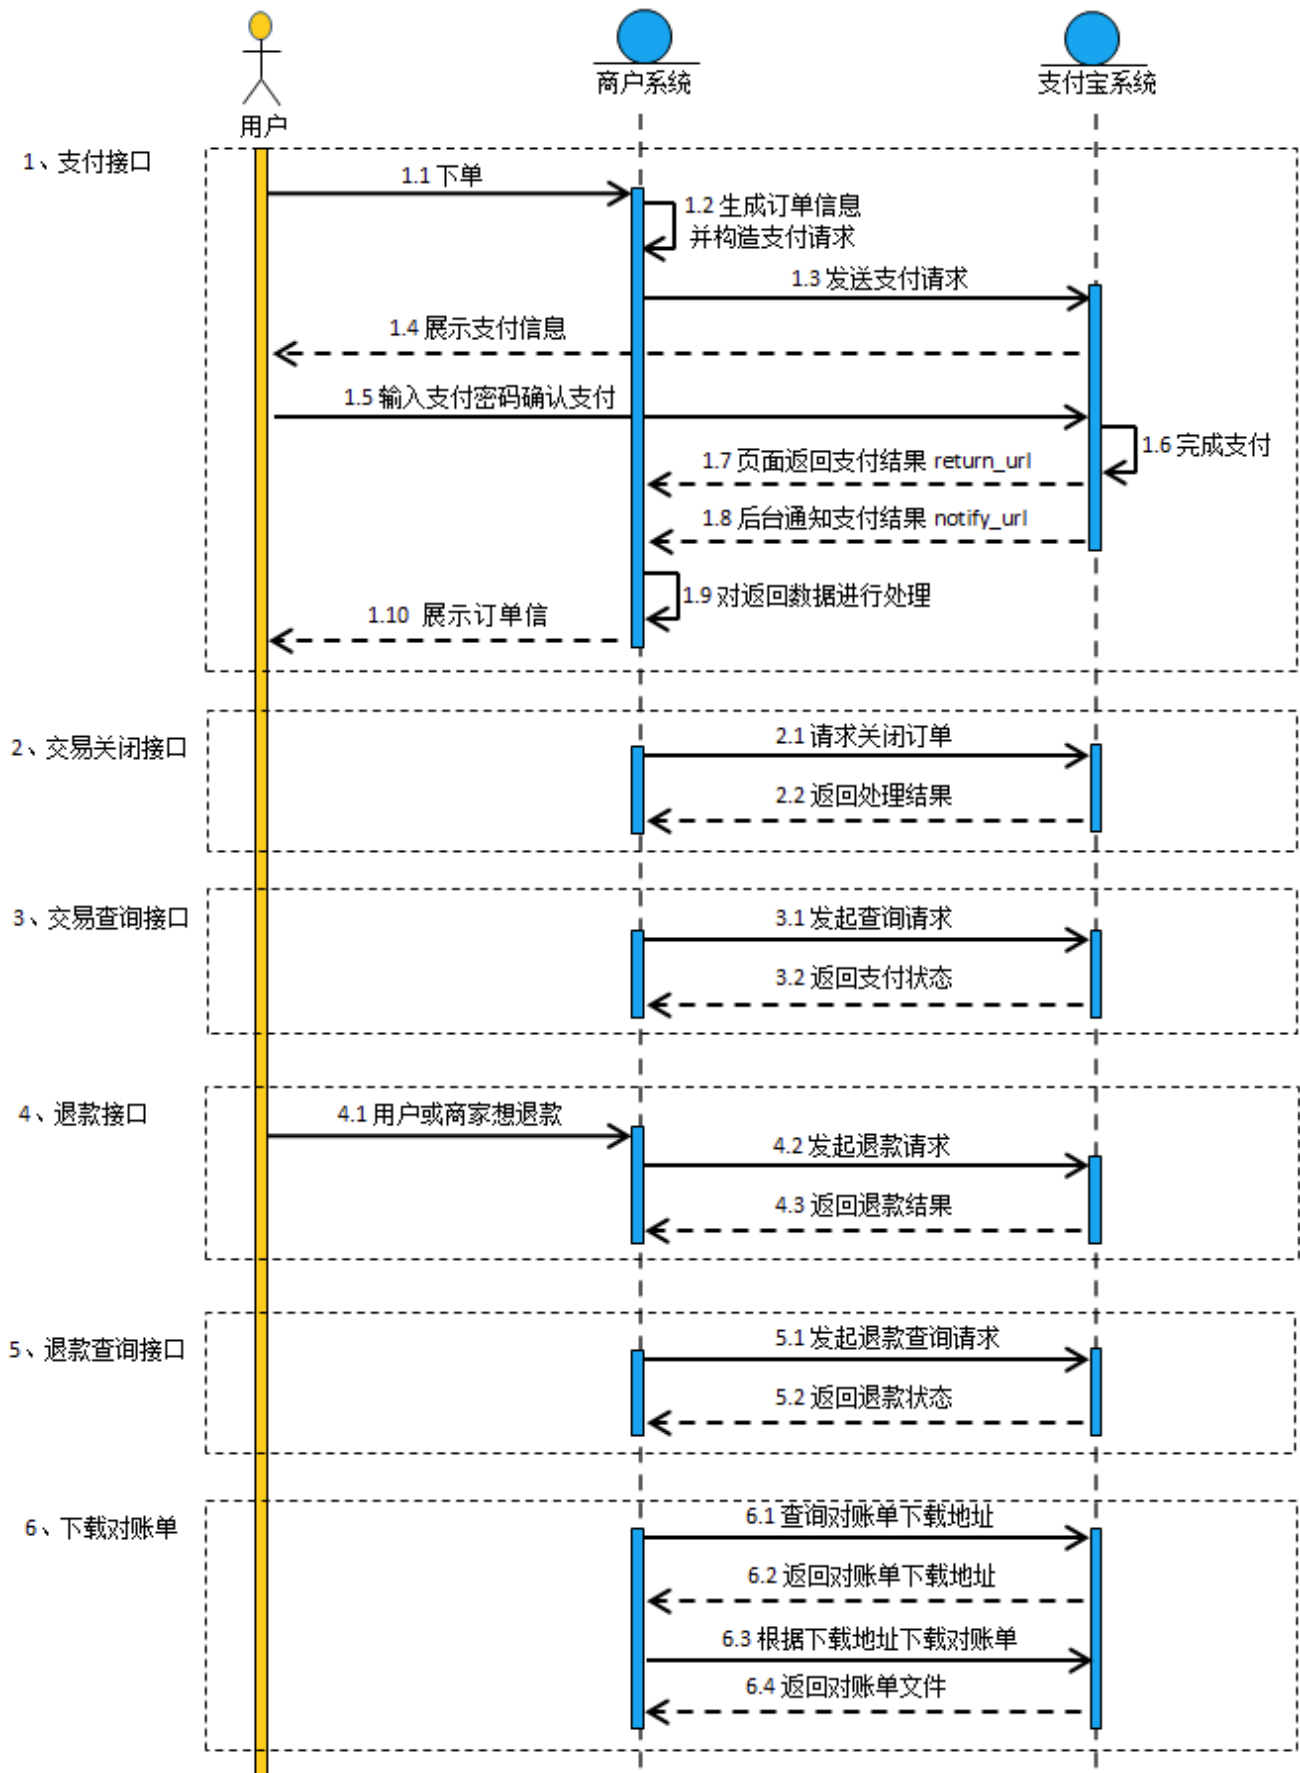 商户系统
支付宝系统
用户
1、支付接口
1.1 下单
1.2 生成订单信息
并构造支付请求
1.3 发送支付请求
1.4 展示支付信息
1.5 输入支付密码确认支付
1.6 完成支付
1.7 页面返回支付结果 return_url
1.8 后台通知支付结果 notify_url
1.9 对返回数据进行处理
1.10 展示订单信
2、交易关闭接口
2.1 请求关闭订单
2.2 返回处理结果
3、交易查询接口
3.1 发起查询请求
3.2 返回支付状态
4、退款接口
4.1 用户或商家想退款
4.2 发起退款请求
4.3 返回退款结果
5、退款查询接口
5.1 发起退款查询请求
5.2 返回退款状态
6、下载对账单
6.1 查询对账单下载地址
6.2 返回对账单下载地址
6.3 根据下载地址下载对账单
6.4 返回对账单文件